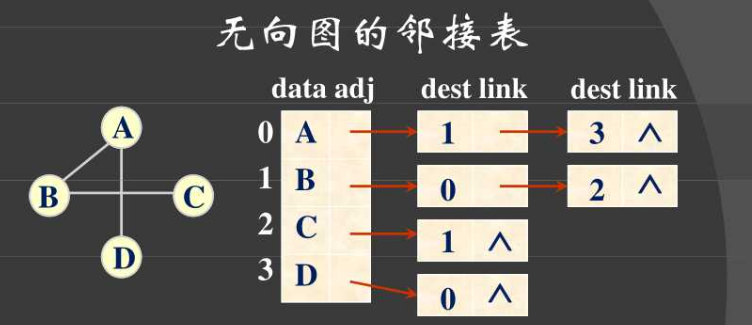 无向图的邻接表
data adj dest link dest link
A 0 A 1 3 ∧
B C 1 B 0 2 ∧
2 C 1 ∧
D 3 D 0 ∧